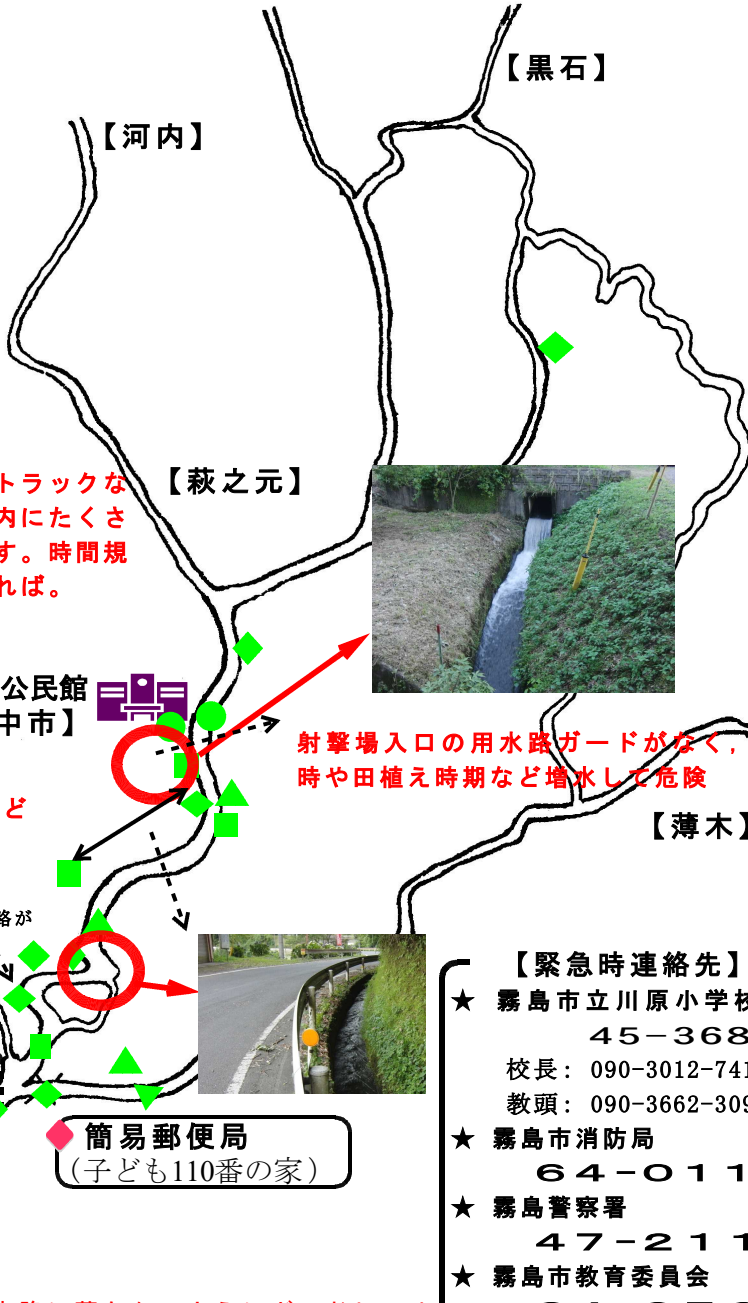 【黒石】
【河内】
【萩之元】
トラックな
内にたくさ
す。時間規
れば。
公民館
中市】
射撃場入口の用水路ガードがなく，
時や田植え時期など増水して危険
ど
【薄木】
路が
【緊急時連絡先】
★ 霧島市立川原小学校
45－368
校長：090-3012-741
教頭：090-3662-309
★ 霧島市消防局
64－011
★ 霧島警察署
47－211
★ 霧島市教育委員会
簡易郵便局
（子ども110番の家）